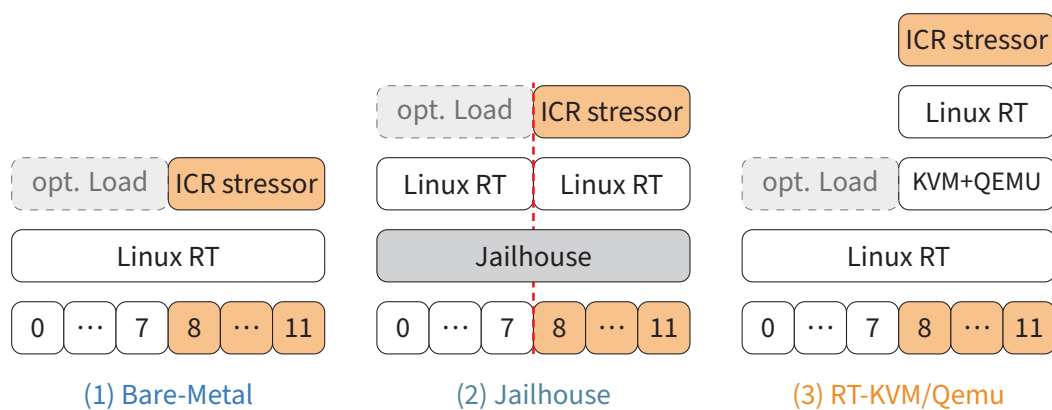 ICR stressor
opt. Load ICR stressor Linux RT
opt. Load ICR stressor Linux RT Linux RT opt. Load KVM+QEMU
Linux RT Jailhouse Linux RT
0 ⋯ 7 8 ⋯ 11 0 ⋯ 7 8 ⋯ 11 0 ⋯ 7 8 ⋯ 11
(1) Bare-Metal (2) Jailhouse (3) RT-KVM/Qemu